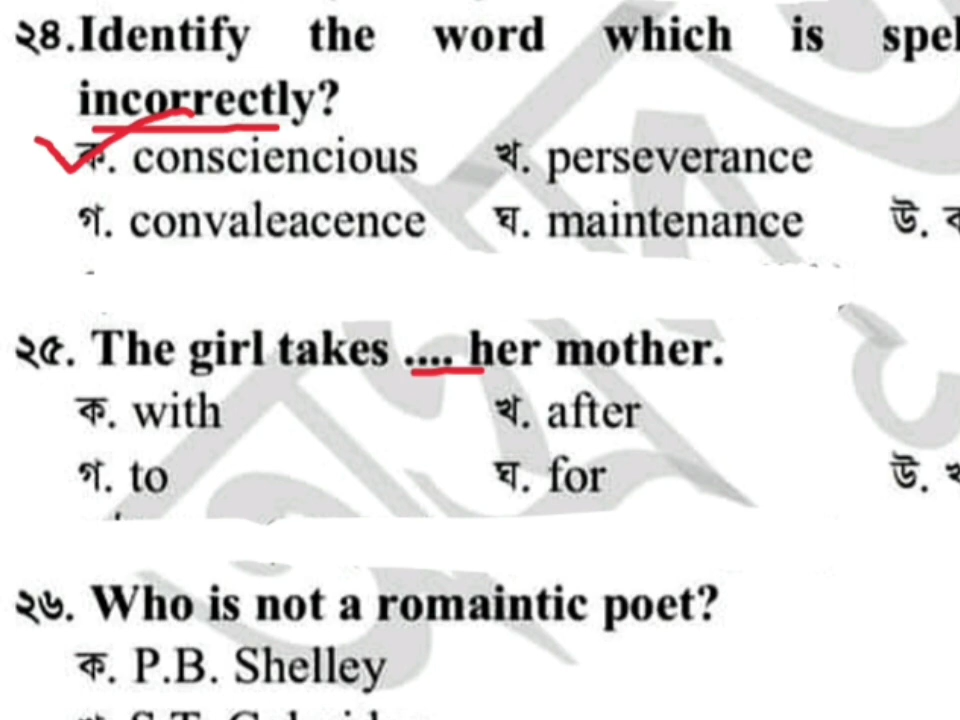 ২৪.Identify the word which is spel
incorrectly?
ক. consciencious খ. perseverance
গ. convaleacence ঘ. maintenance উ.
২৫. The girl takes .... her mother.
ক. with খ. after
গ. to ঘ. for উ.
২৬. Who is not a romaintic poet?
ক. P.B. Shelley